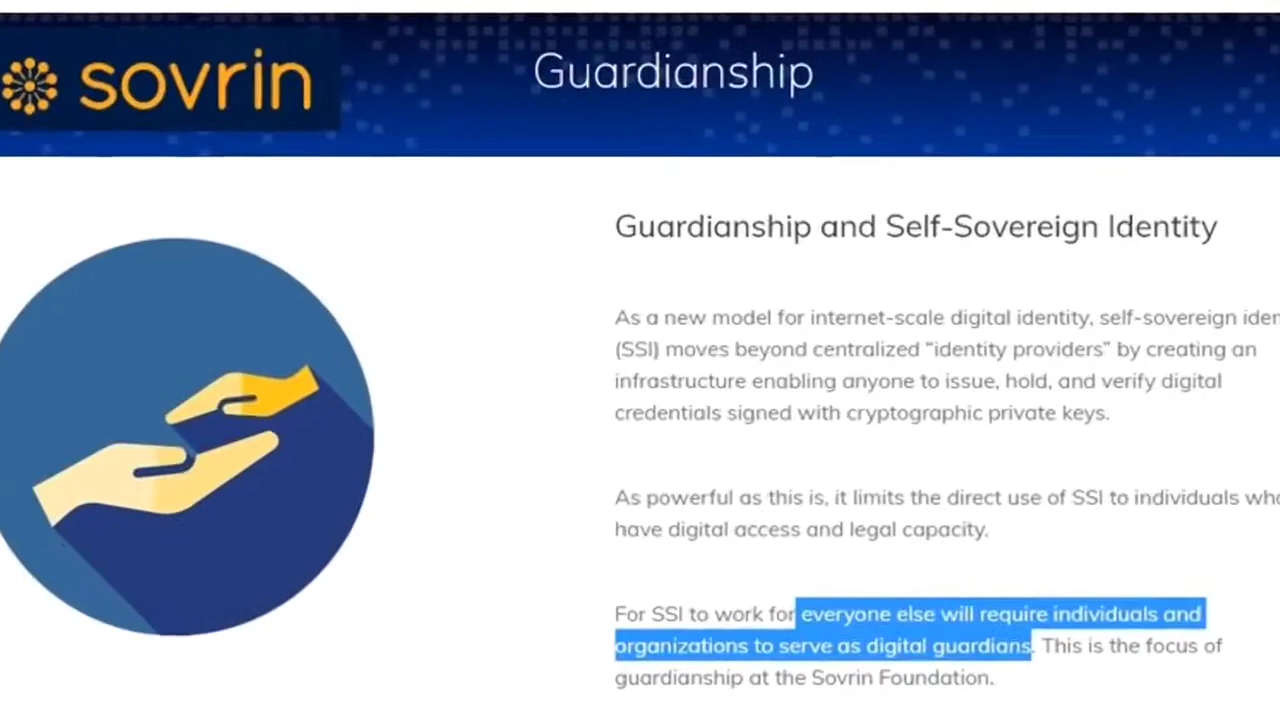 sovrin
Guardianship
Guardianship and Self-Sovereign Identity
As a new model for internet-scale digital identity, self-sovereign iden
(SSI) moves beyond centralized “identity providers” by creating an
infrastructure enabling anyone to issue, hold, and verify digital
credentials signed with cryptographic private keys.
As powerful as this is, it limits the direct use of SSI to individuals who
have digital access and legal capacity.
For SSI to work for everyone else will require individuals and
organizations to serve as digital guardians. This is the focus of
guardianship at the Sovrin Foundation.